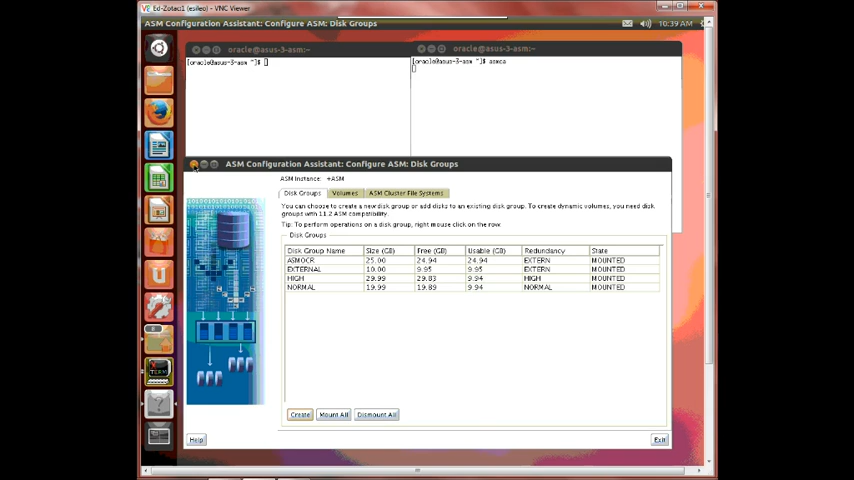 Ed-Zotac1 (esileo) - VNC Viewer
ASM Configuration Assistant: Configure ASM: Disk Groups
10:39 AM
oracle@asus-3-asm:~
oracle@asus-3-asm:~
[oracle@asus-3-asm ~]$
[oracle@asus-3-asm ~]$ asmca
ASM Configuration Assistant: Configure ASM: Disk Groups
ASM Instance: +ASM
Disk Groups Volumes ASM Cluster File Systems
You can choose to create a new disk group or add disks to an existing disk group. To create dynamic volumes, you need disk
groups with 11.2 ASM compatibility.
Tip: To perform operations on a disk group, right mouse click on the row.
Disk Groups
Disk Group Name Size (GB) Free (GB) Usable (GB) Redundancy State
ASMOCR 25.00 24.94 24.94 EXTERN MOUNTED
EXTERNAL 10.00 9.95 9.95 EXTERN MOUNTED
HIGH 29.99 29.83 9.94 HIGH MOUNTED
NORMAL 19.99 19.89 9.94 NORMAL MOUNTED
Create Mount All Dismount All
Help Exit